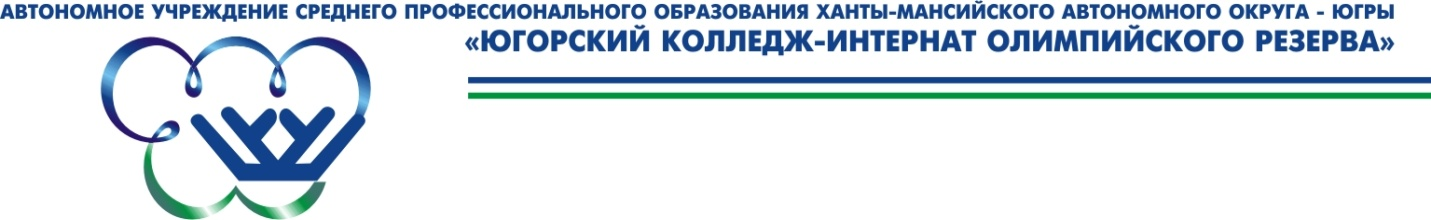 АВТОНОМНОЕ УЧРЕЖДЕНИЕ СРЕДНЕГО ПРОФЕССИОНАЛЬНОГО ОБРАЗОВАНИЯ ХАНТЫ-МАНСИЙСКОГО АВТОНОМНОГО ОКРУГА - ЮГРЫ
«ЮГОРСКИЙ КОЛЛЕДЖ-ИНТЕРНАТ ОЛИМПИЙСКОГО РЕЗЕРВА»